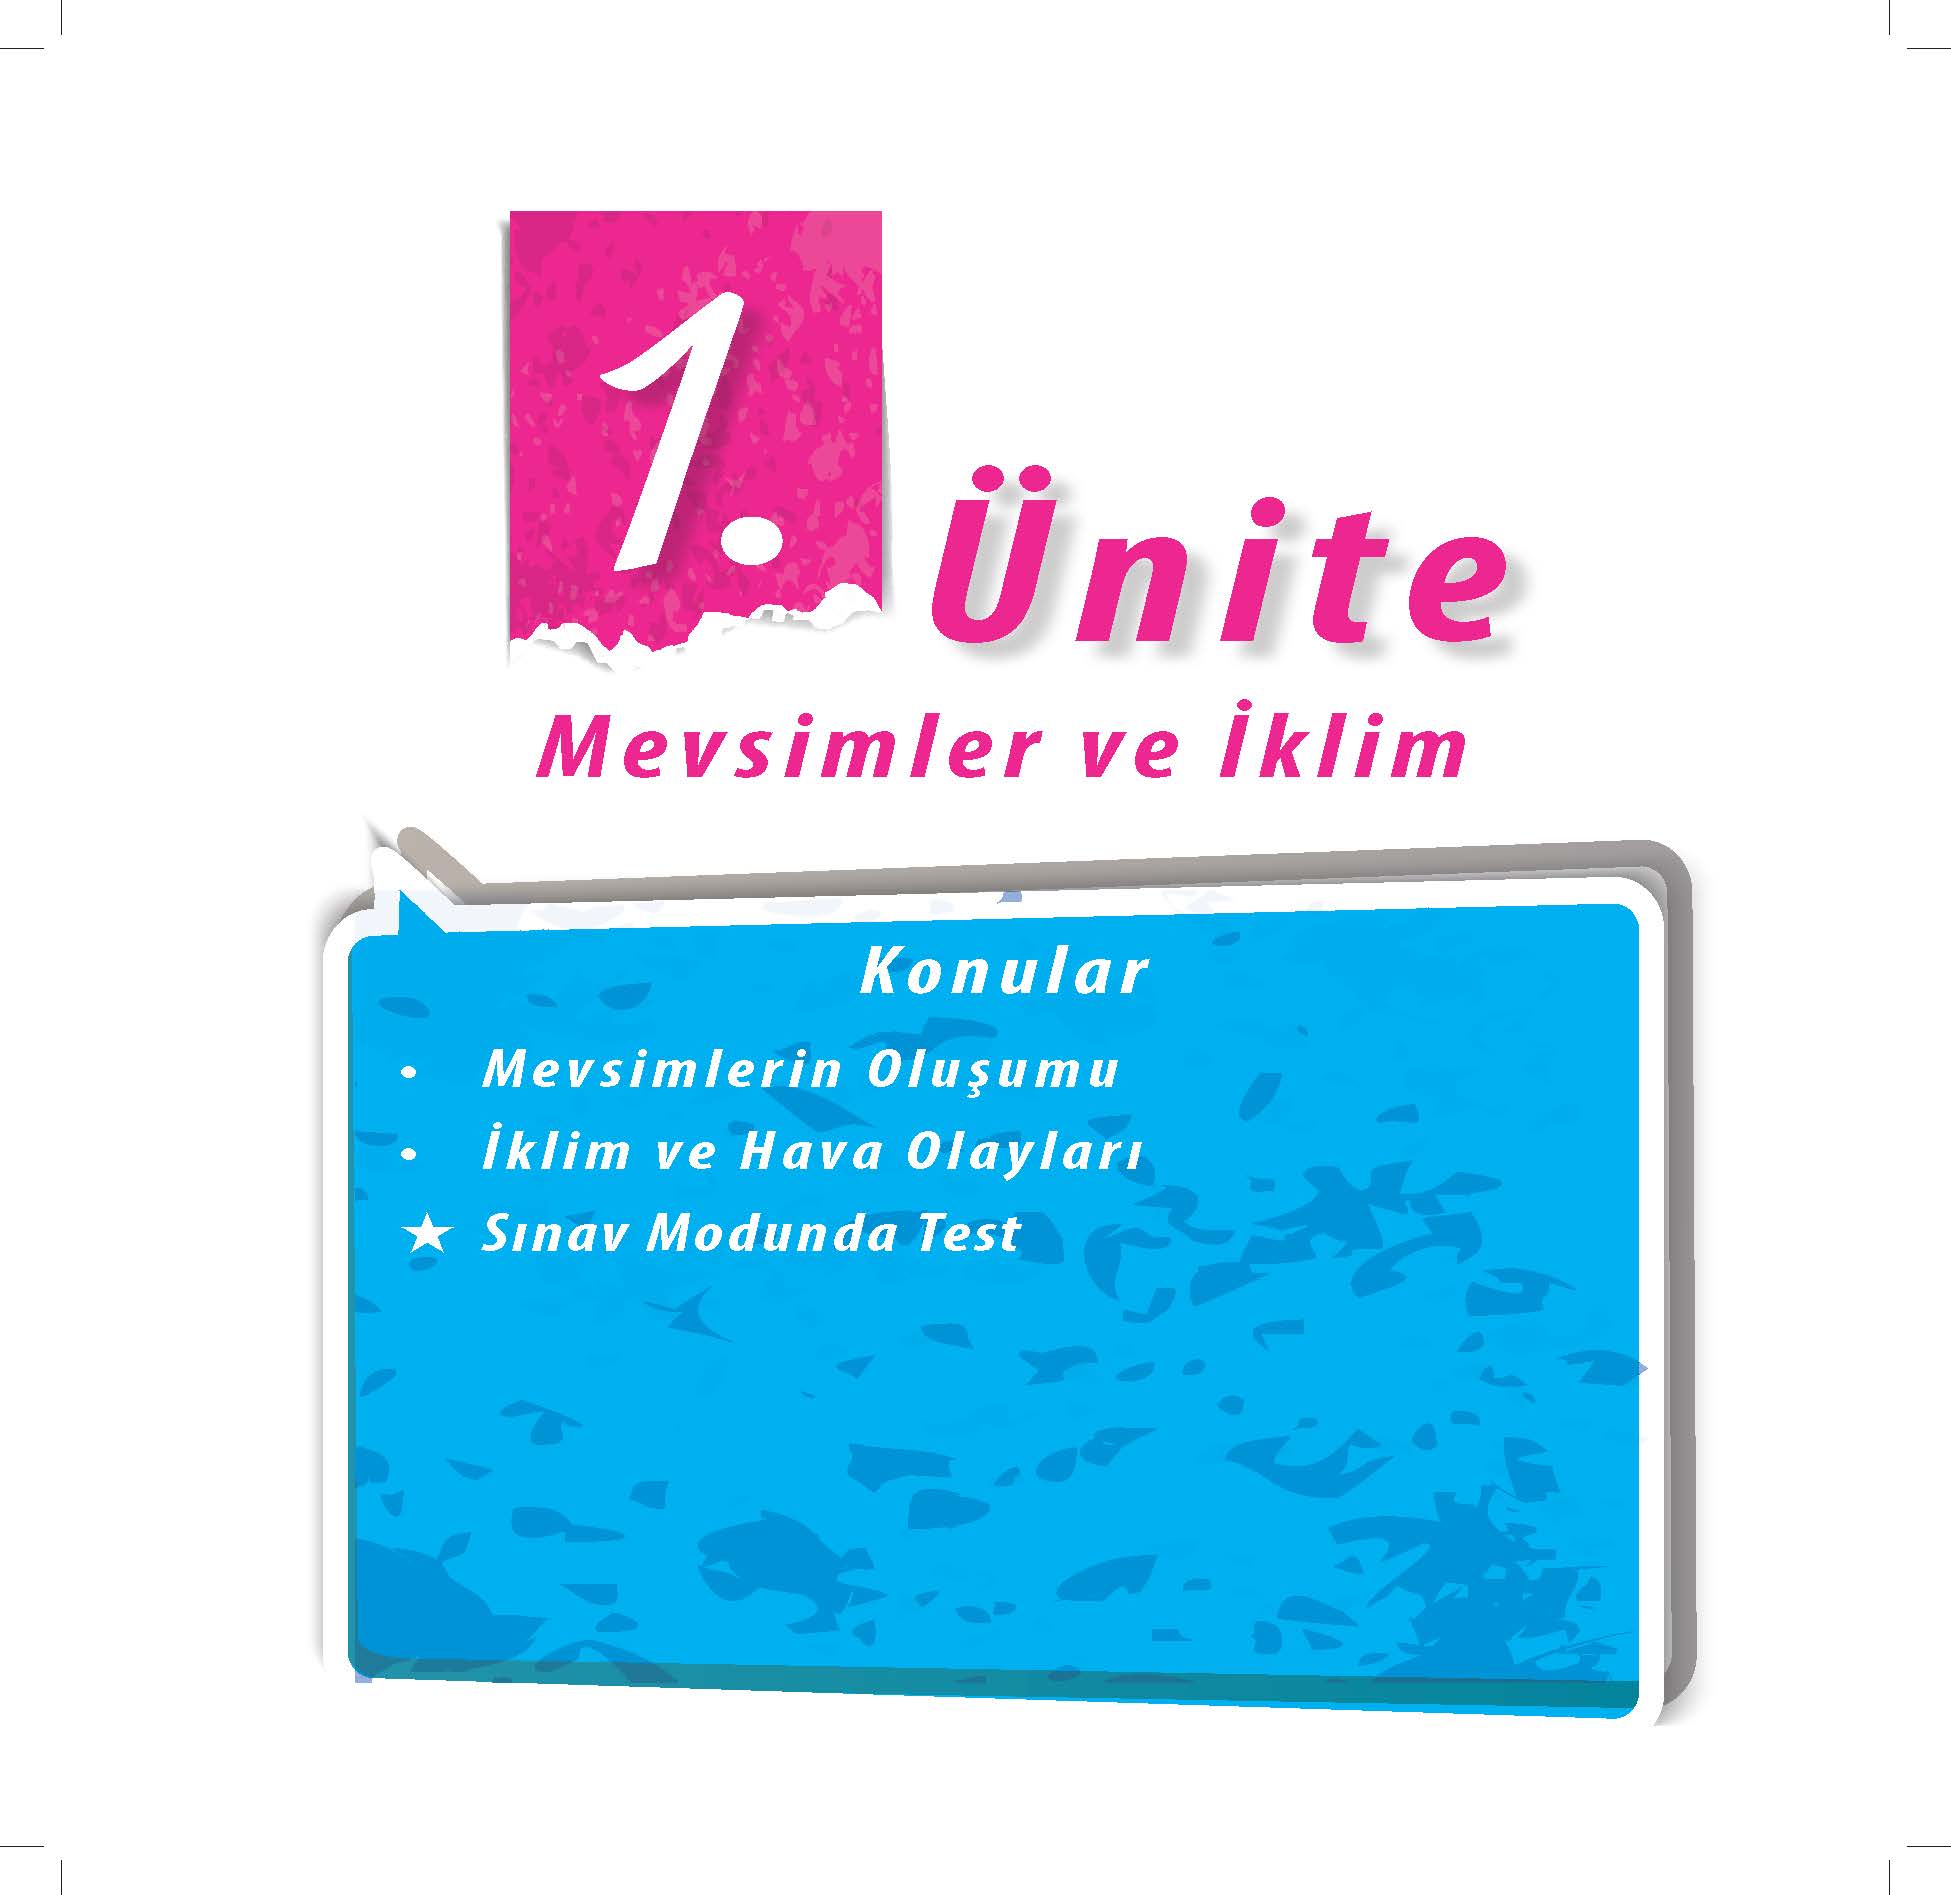 1. Ünite
Mevsimler ve İklim
Konular
• Mevsimlerin Oluşumu
• İklim ve Hava Olayları
★ Sınav Modunda Test